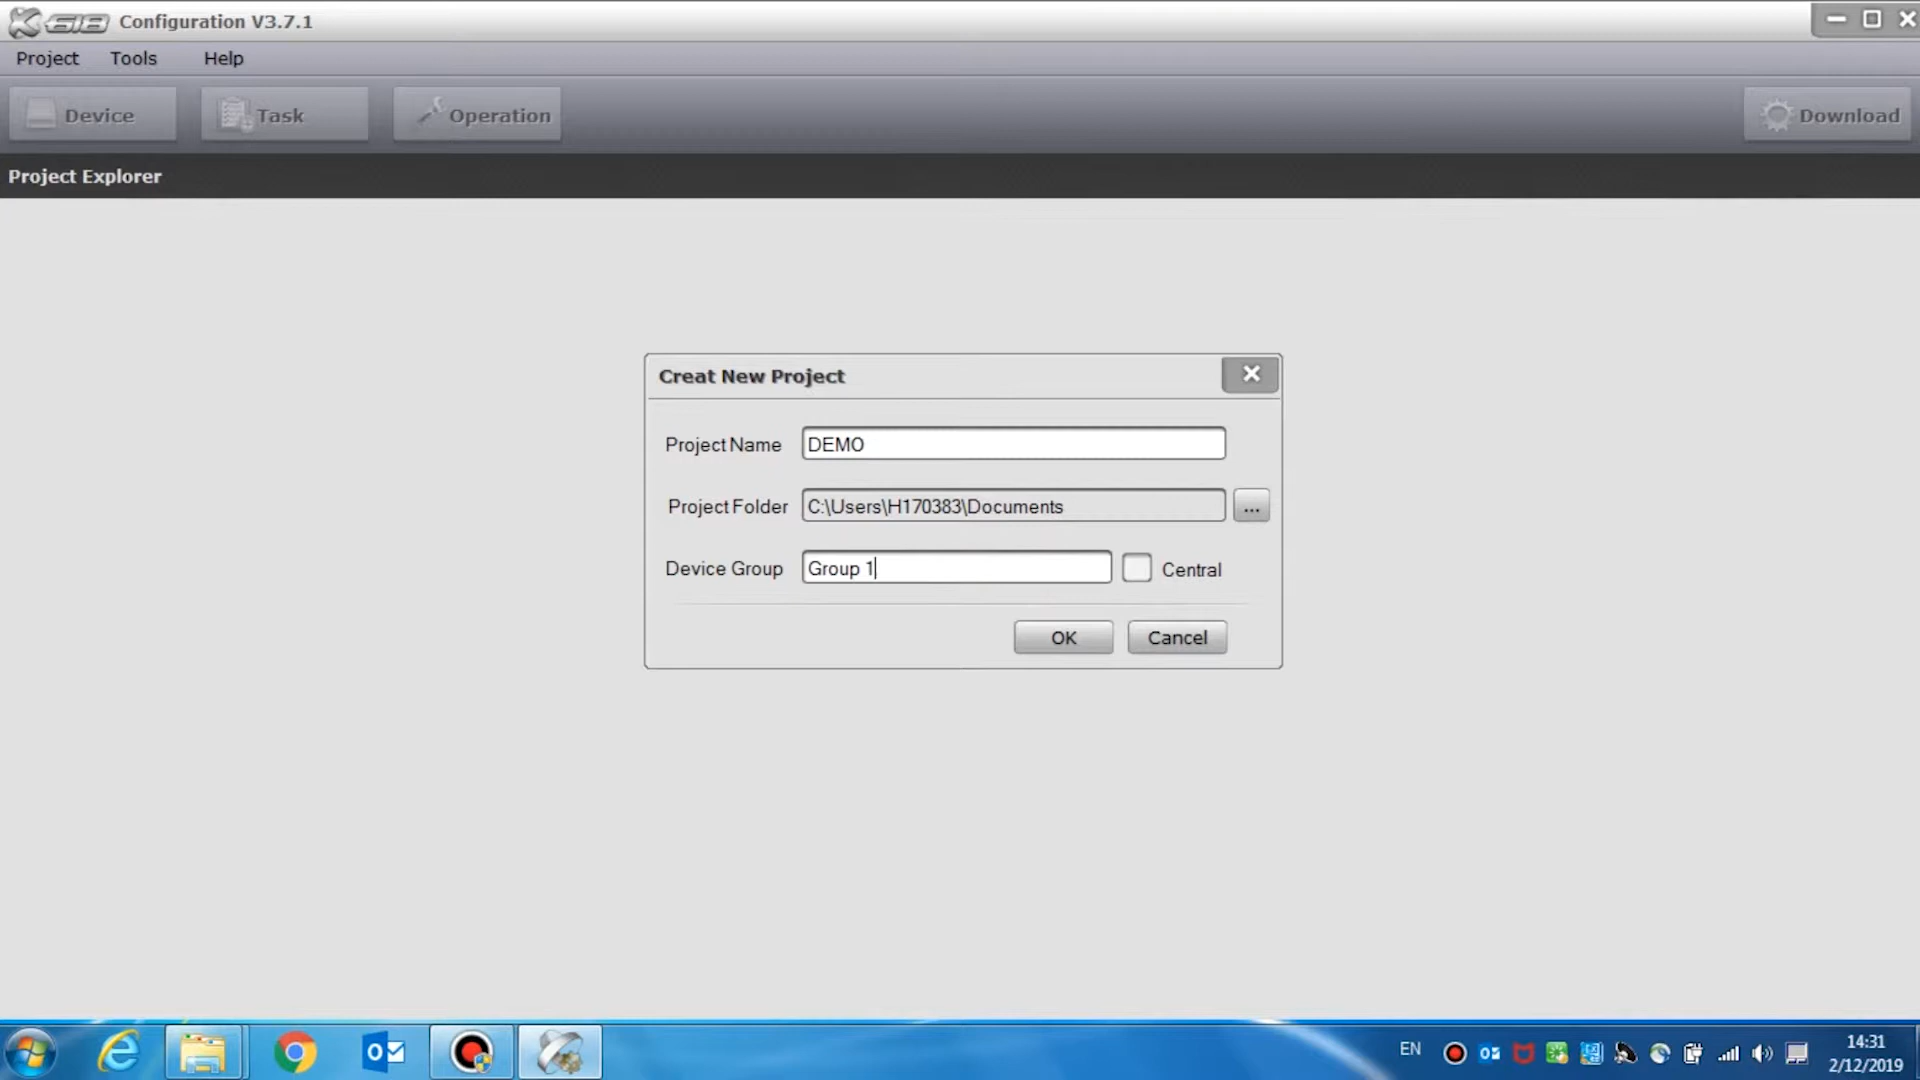 X-618 Configuration V3.7.1
Project Tools Help
Device Task Operation Download
Project Explorer
Creat New Project
Project Name DEMO
Project Folder C:\Users\H170383\Documents ...
Device Group Group 1 Central
OK Cancel
EN 14:31
2/12/2019